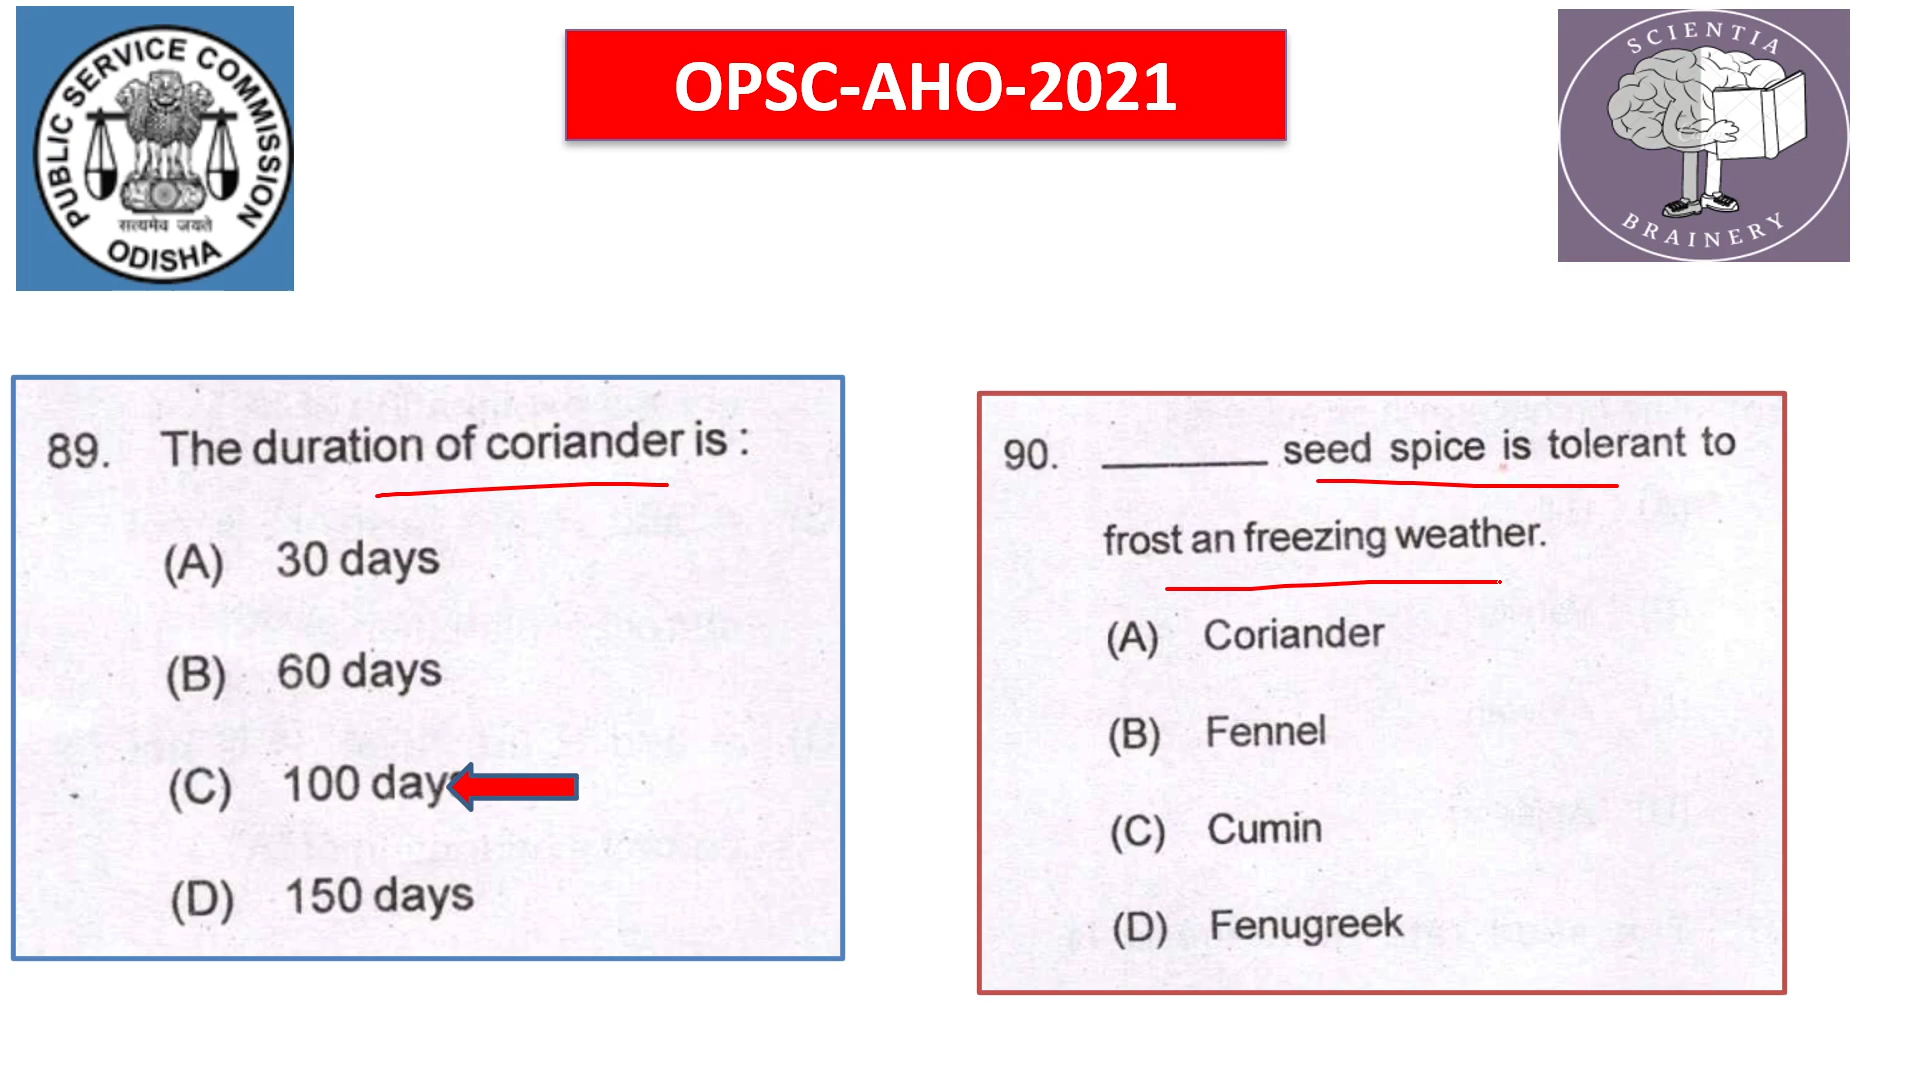 PUBLIC SERVICE COMMISSION
सत्यमेव जयते
ODISHA
OPSC-AHO-2021
SCIENTIA
BRAINERY
89. The duration of coriander is :
(A) 30 days
(B) 60 days
(C) 100 day
(D) 150 days
90. ________ seed spice is tolerant to
frost an freezing weather.
(A) Coriander
(B) Fennel
(C) Cumin
(D) Fenugreek